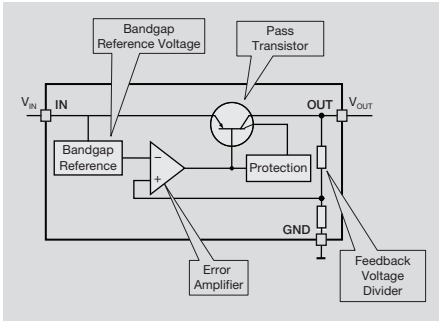 Bandgap
Reference Voltage
Pass
Transistor
VIN
IN
OUT
VOUT
Bandgap
Reference
−
+
Protection
GND
Error
Amplifier
Feedback
Voltage
Divider